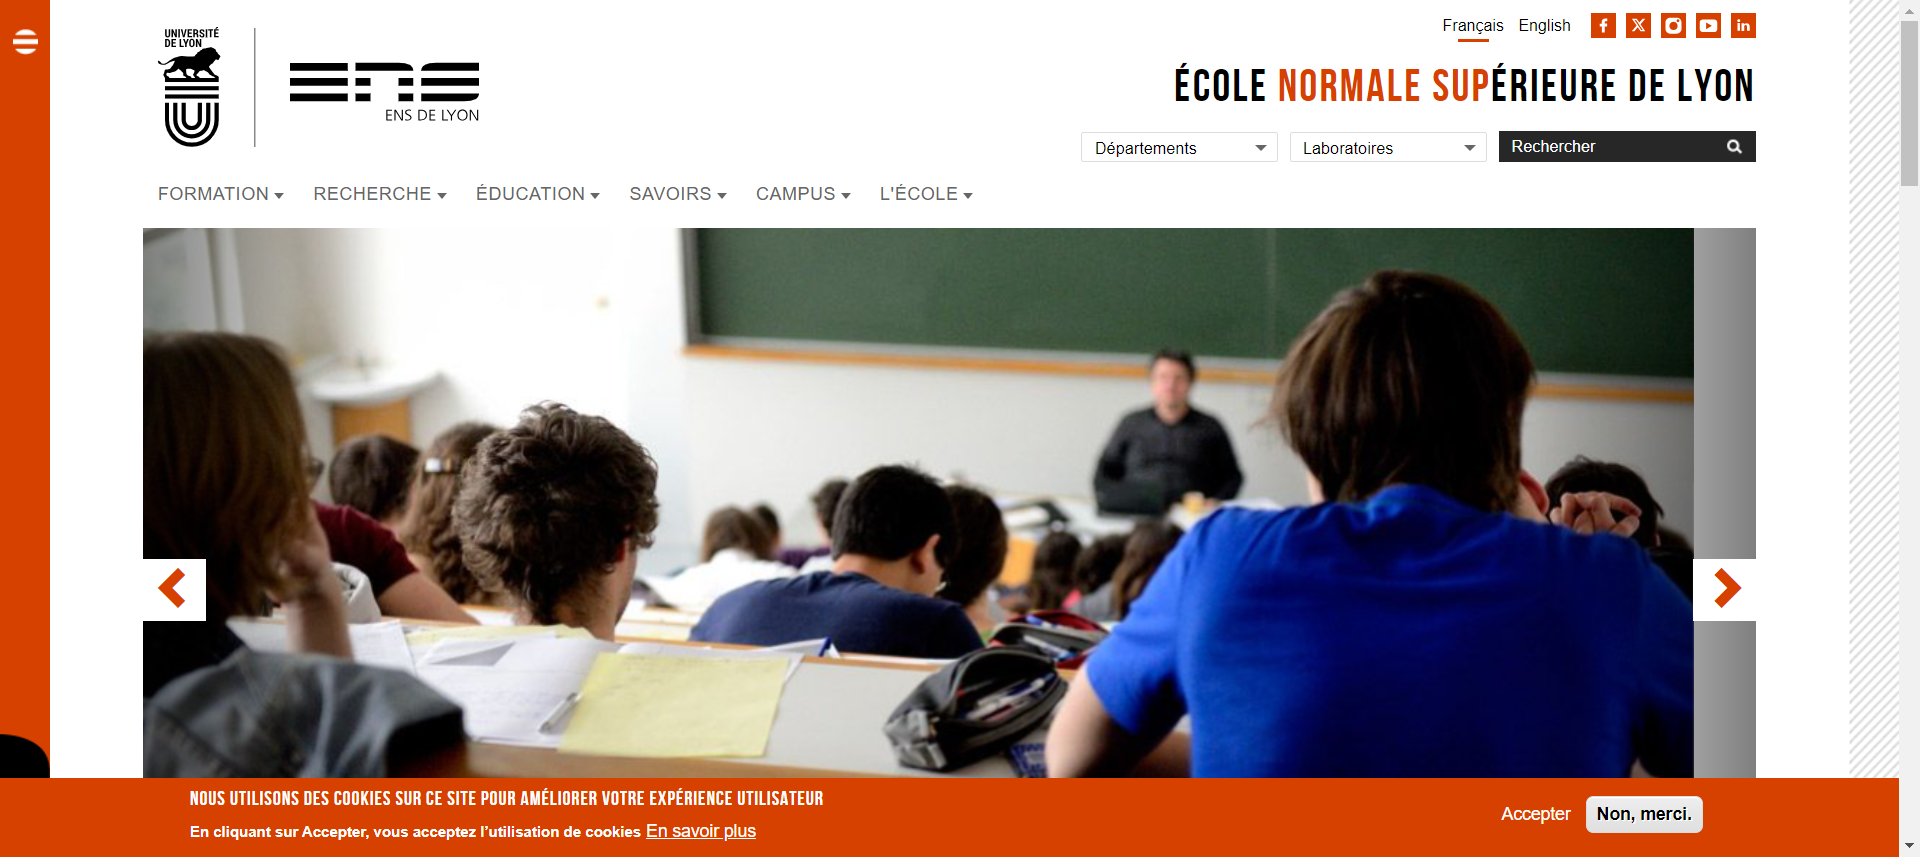 UNIVERSITÉ
DE LYON
ENS
ENS DE LYON
Français English
ÉCOLE NORMALE SUPÉRIEURE DE LYON
Départements Laboratoires Rechercher
FORMATION RECHERCHE ÉDUCATION SAVOIRS CAMPUS L'ÉCOLE
NOUS UTILISONS DES COOKIES SUR CE SITE POUR AMÉLIORER VOTRE EXPÉRIENCE UTILISATEUR
En cliquant sur Accepter, vous acceptez l'utilisation de cookies En savoir plus
Accepter Non, merci.